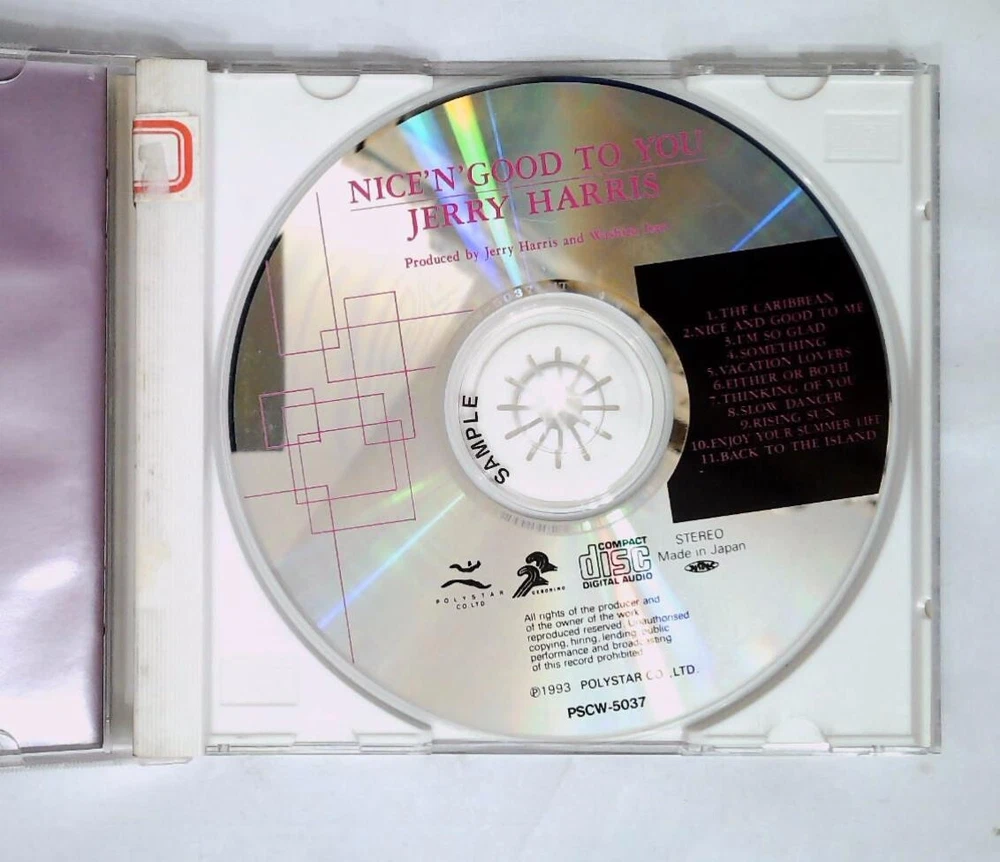 NICE'N'GOOD TO YOU
JERRY HARRIS
Produced by Jerry Harris and
1.THE CARIBBEAN
2.NICE AND GOOD TO ME
3.I'M SO GLAD
4.SOMETHING
5.VACATION LOVERS
6.EITHER OR BOTH
7.THINKING OF YOU
8.SLOW DANCER
9.RISING SUN
10.ENJOY YOUR SUMMER LIFE
11.BACK TO THE ISLAND
SAMPLE
POLYSTAR
CO.LTD
COMPACT
disc
DIGITAL AUDIO
STEREO
Made in Japan
All rights of the producer and
of the owner of the work
reproduced reserved. Unauthorised
copying, hiring, lending, public
performance and broadcasting
of this record prohibited.
℗1993 POLYSTAR CO.,LTD.
PSCW-5037